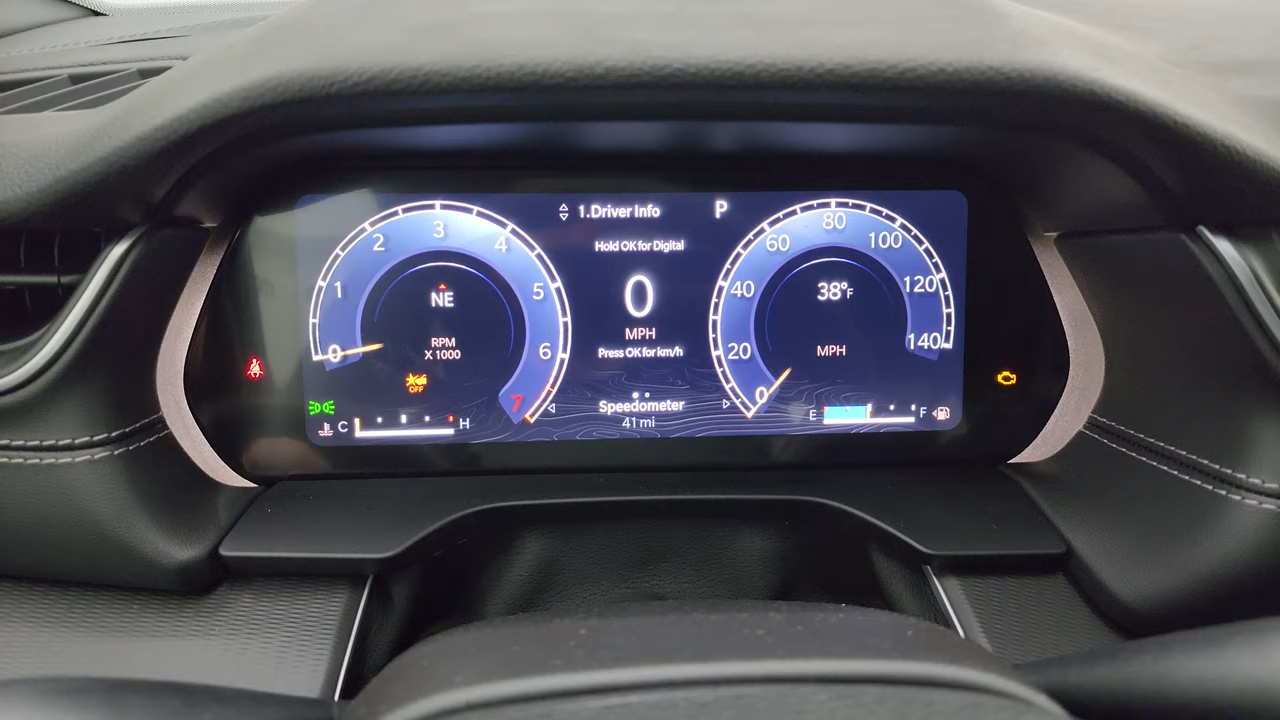 1.Driver Info
P
Hold OK for Digital
0
MPH
Press OK for km/h
Speedometer
41 mi
0
1
2
3
4
5
6
7
NE
RPM
X 1000
OFF
C
H
0
20
40
60
80
100
120
140
38°F
MPH
E
F